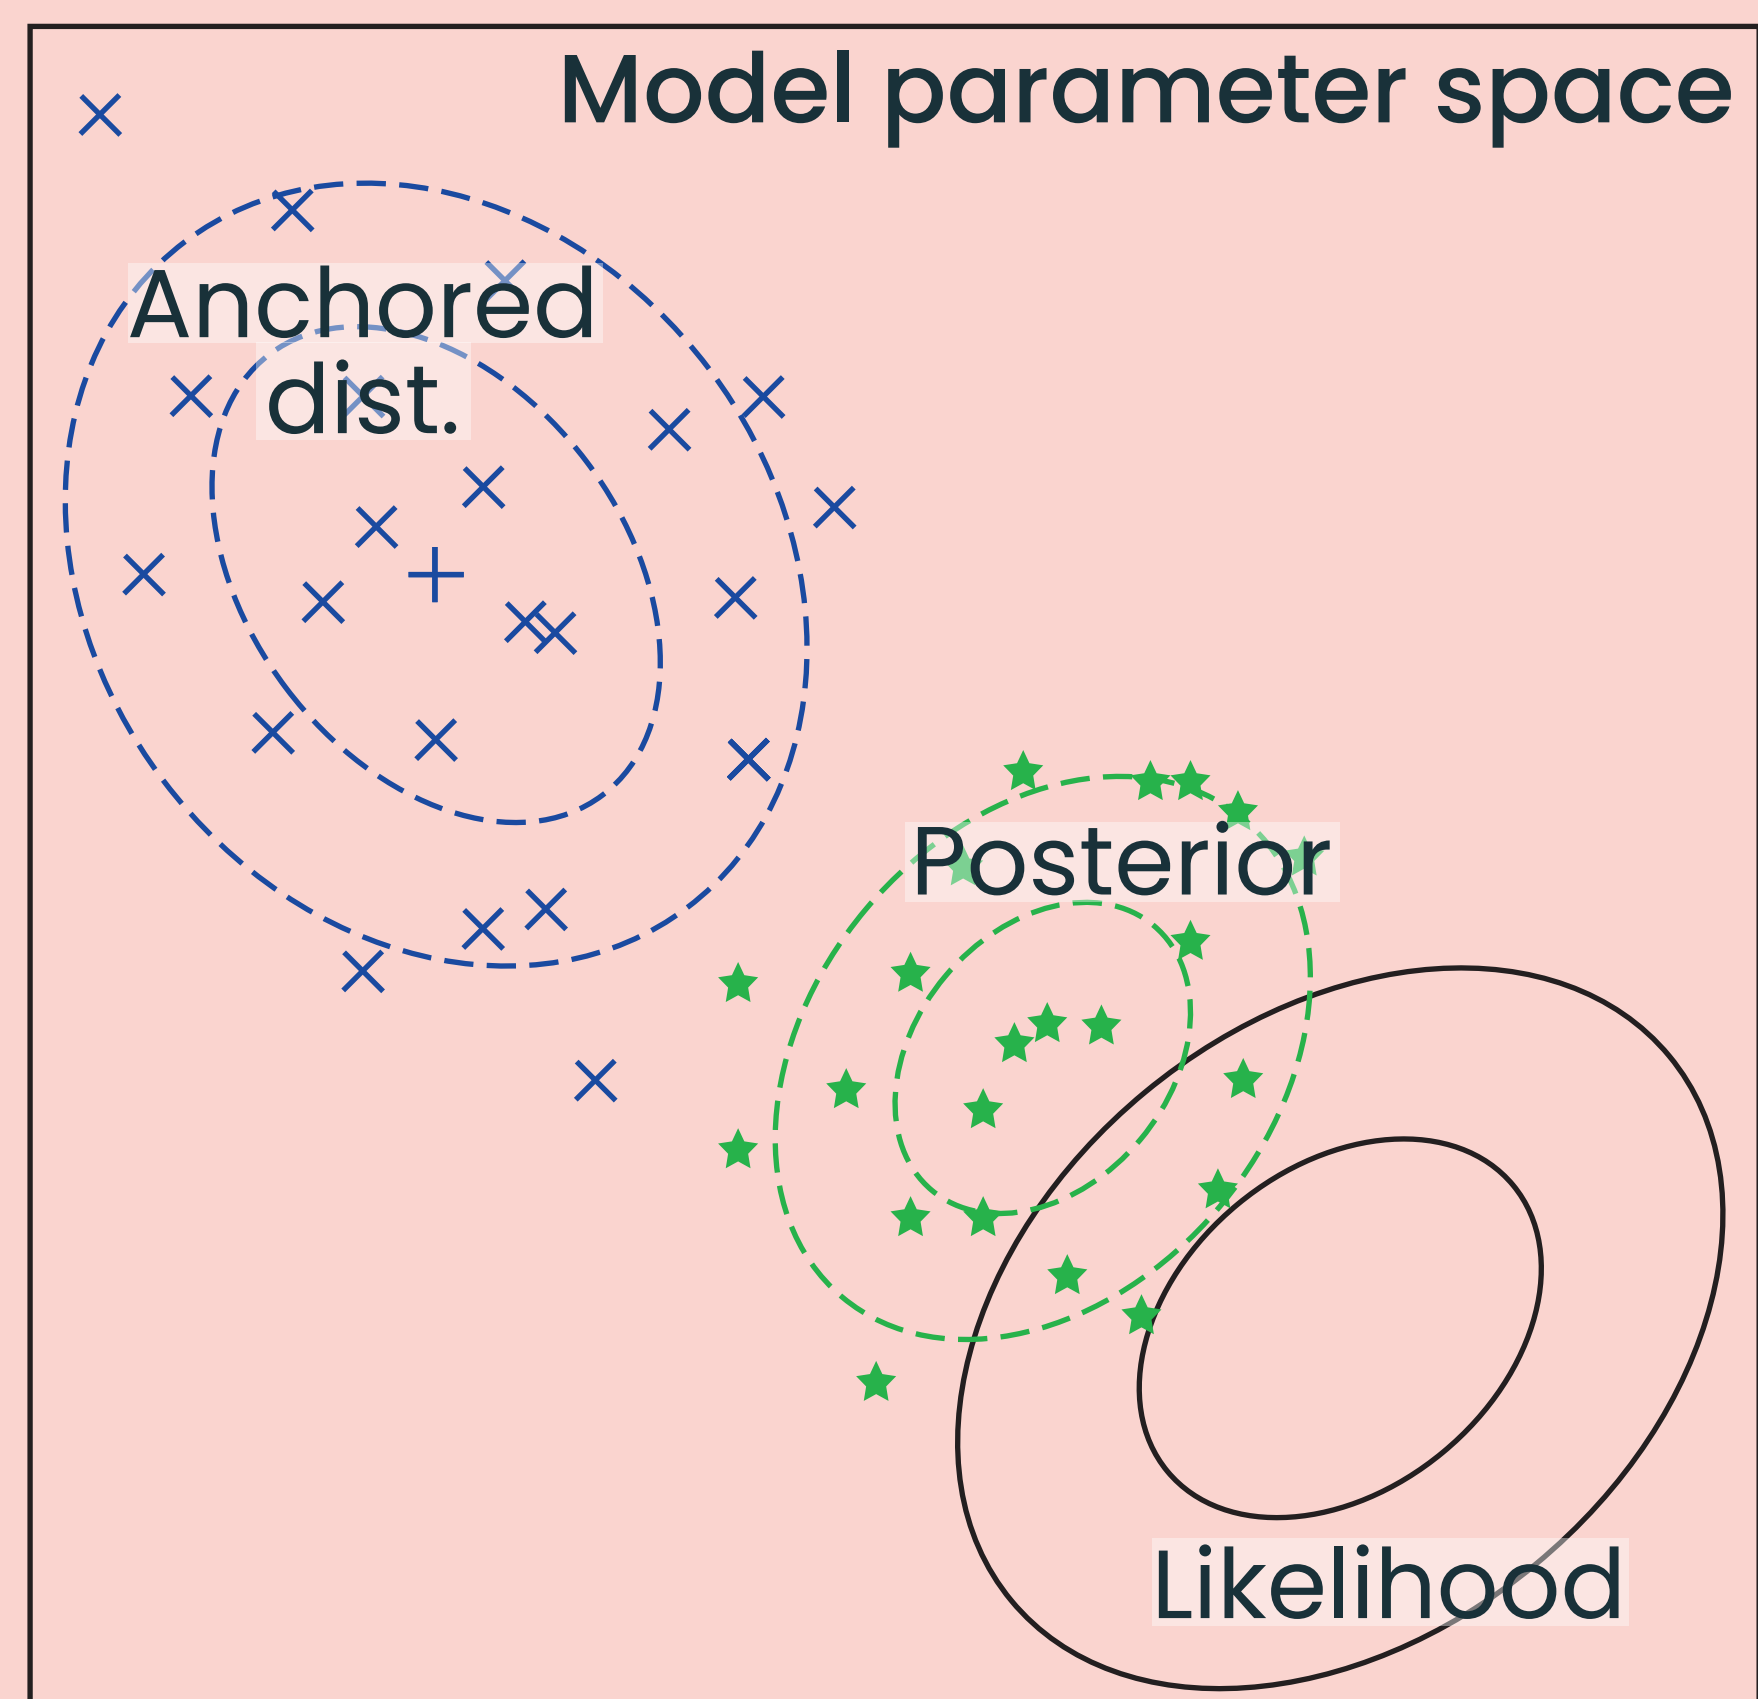 Model parameter space
Anchored
dist.
Posterior
Likelihood